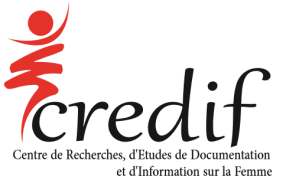 credif
Centre de Recherches, d'Etudes de Documentation
et d'Information sur la Femme